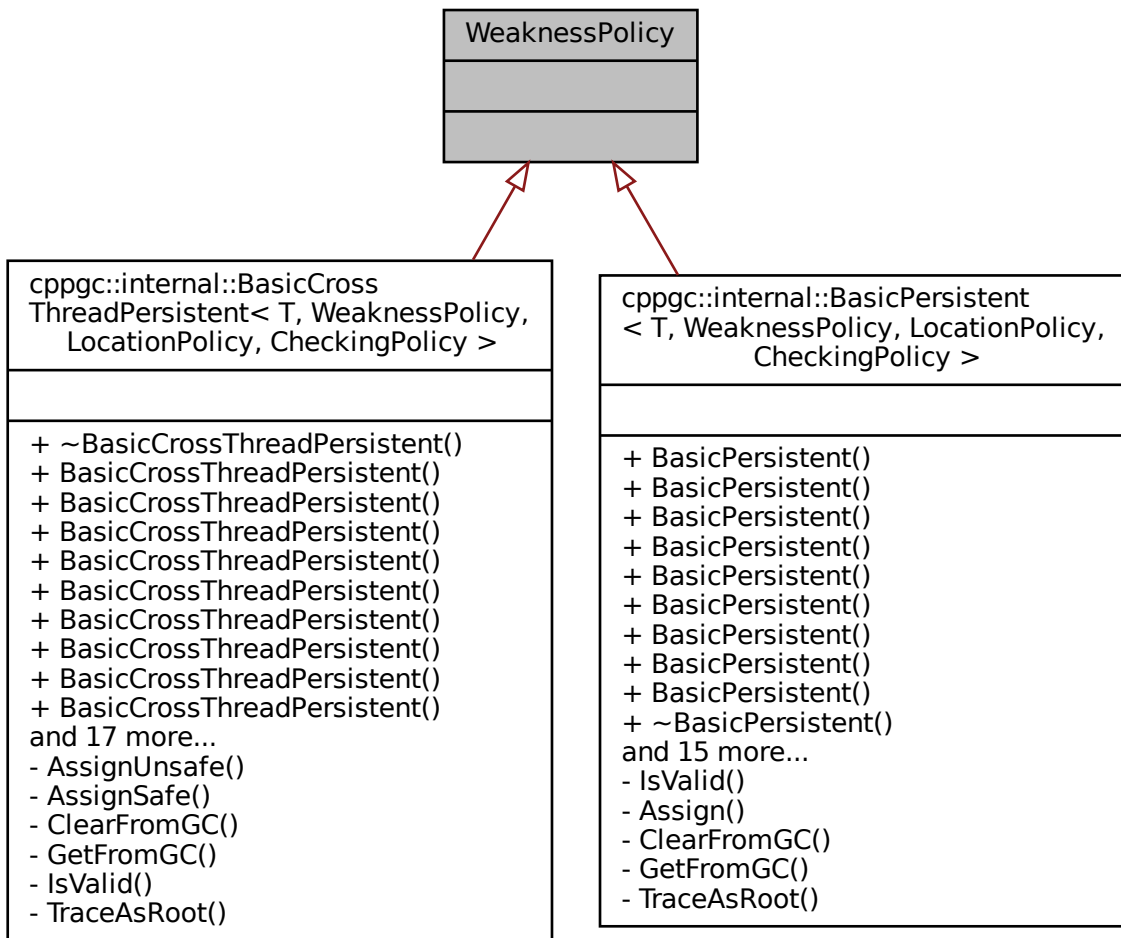 WeaknessPolicy
cppgc::internal::BasicCross
ThreadPersistent< T, WeaknessPolicy,
LocationPolicy, CheckingPolicy >
+ ~BasicCrossThreadPersistent()
+ BasicCrossThreadPersistent()
+ BasicCrossThreadPersistent()
+ BasicCrossThreadPersistent()
+ BasicCrossThreadPersistent()
+ BasicCrossThreadPersistent()
+ BasicCrossThreadPersistent()
+ BasicCrossThreadPersistent()
+ BasicCrossThreadPersistent()
+ BasicCrossThreadPersistent()
and 17 more...
- AssignUnsafe()
- AssignSafe()
- ClearFromGC()
- GetFromGC()
- IsValid()
- TraceAsRoot()
cppgc::internal::BasicPersistent
< T, WeaknessPolicy, LocationPolicy,
CheckingPolicy >
+ BasicPersistent()
+ BasicPersistent()
+ BasicPersistent()
+ BasicPersistent()
+ BasicPersistent()
+ BasicPersistent()
+ BasicPersistent()
+ BasicPersistent()
+ BasicPersistent()
+ ~BasicPersistent()
and 15 more...
- IsValid()
- Assign()
- ClearFromGC()
- GetFromGC()
- TraceAsRoot()